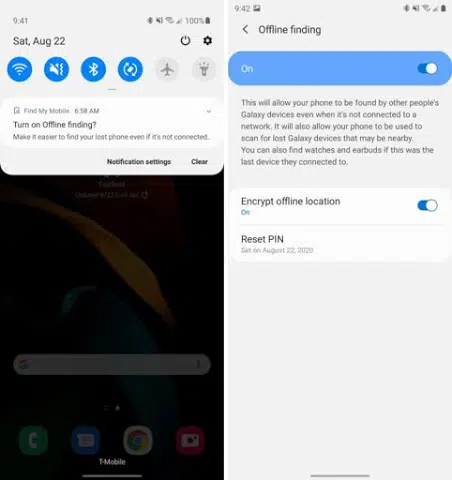 9:41
100%
Sat, Aug 22
Find My Mobile 6:58 AM
Turn on Offline finding?
Make it easier to find your lost phone even if it's not connected.
Notification settings Clear
T-Mobile
9:42
Offline finding
On
This will allow your phone to be found by other people's
Galaxy devices even when it's not connected to a
network. It will also allow your phone to be used to
scan for lost Galaxy devices that may be nearby.
You can also find watches and earbuds if this was the
last device they connected to.
Encrypt offline location
On
Reset PIN
Set on August 22, 2020